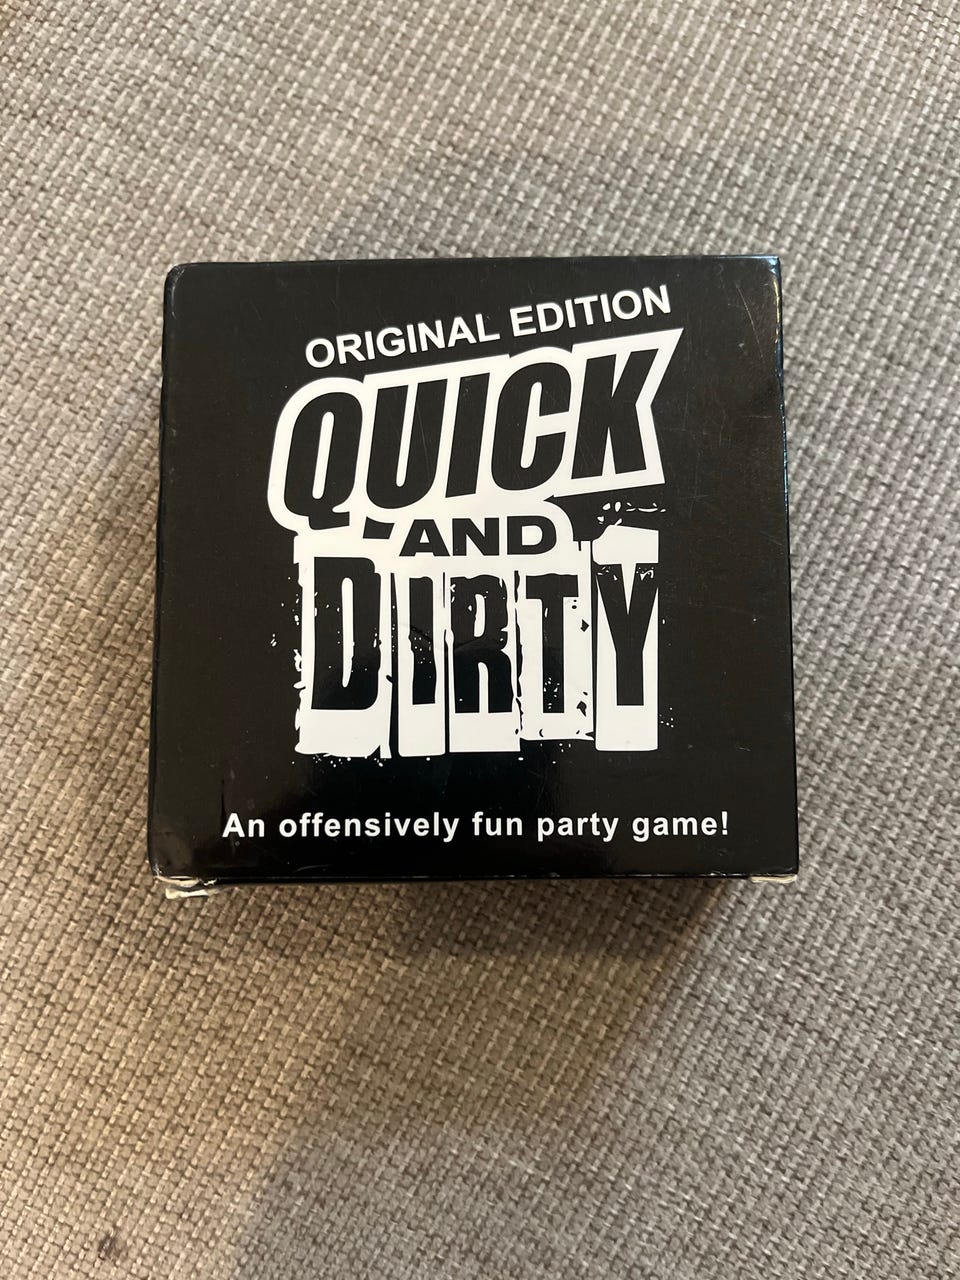 ORIGINAL EDITION
QUICK
AND
DIRTY
An offensively fun party game!